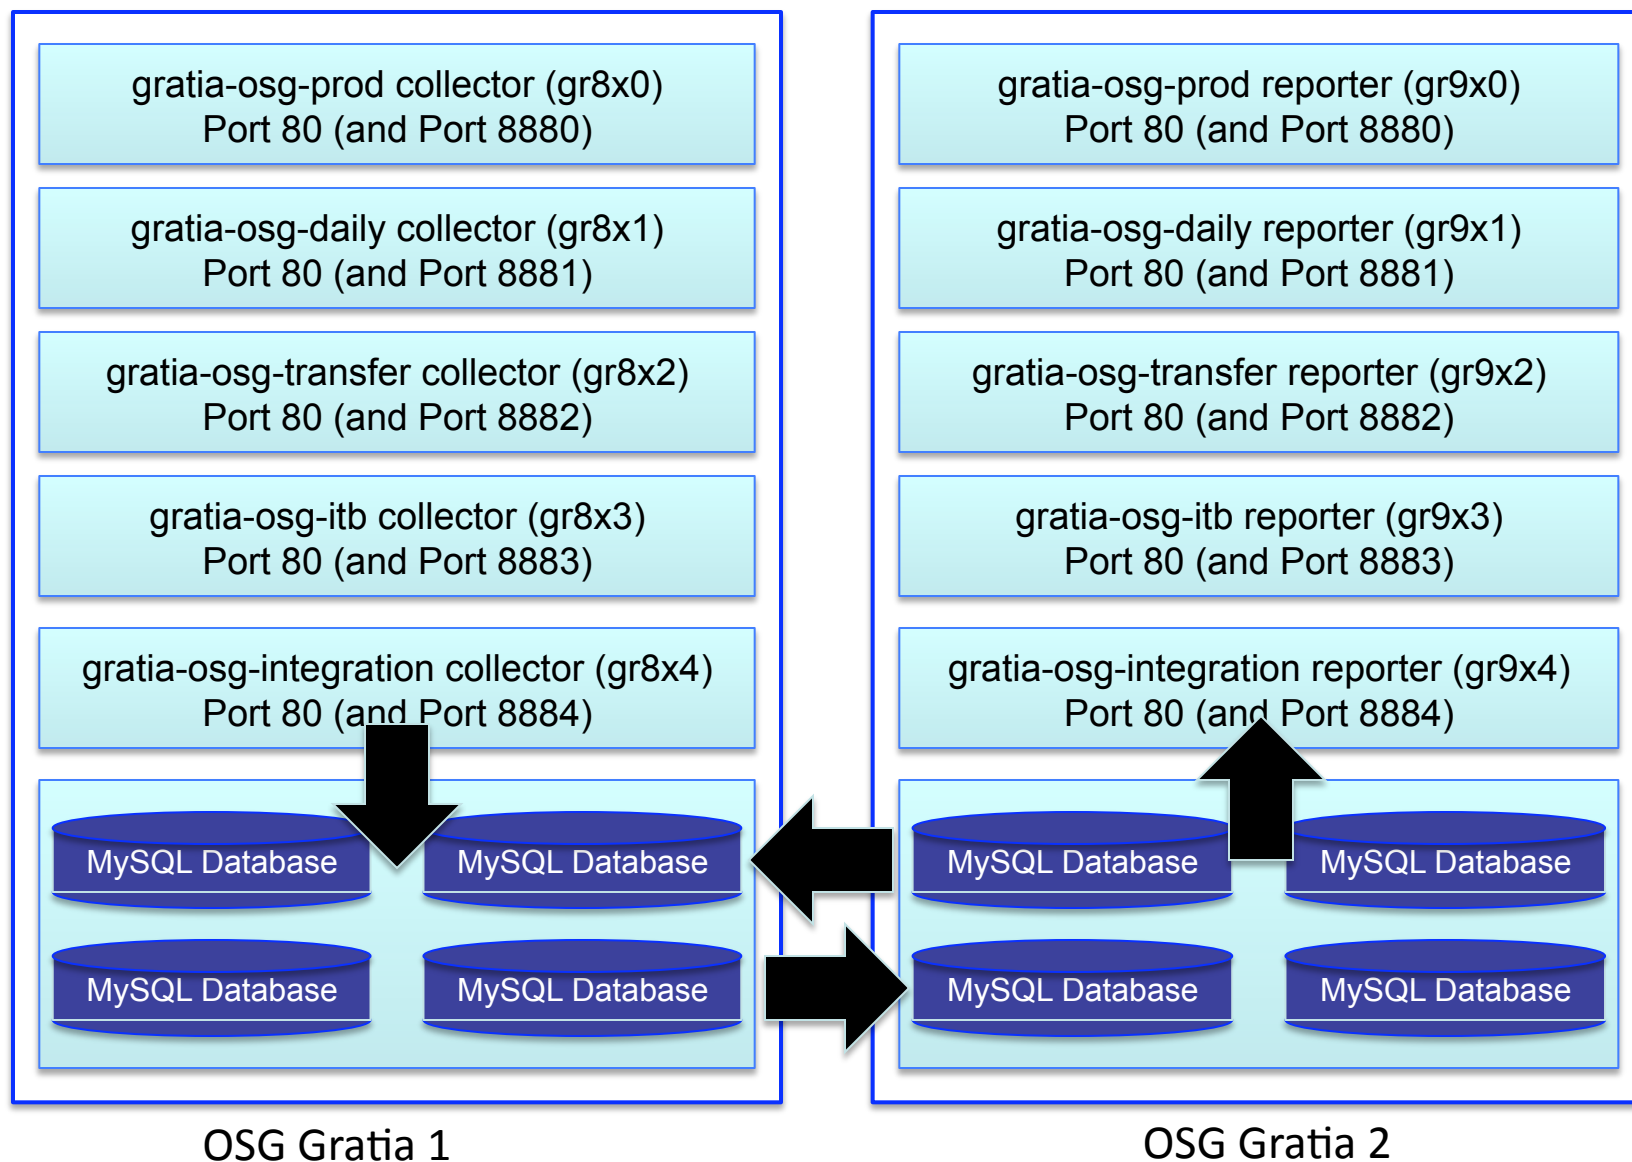 gratia-osg-prod collector (gr8x0)
Port 80 (and Port 8880)
gratia-osg-daily collector (gr8x1)
Port 80 (and Port 8881)
gratia-osg-transfer collector (gr8x2)
Port 80 (and Port 8882)
gratia-osg-itb collector (gr8x3)
Port 80 (and Port 8883)
gratia-osg-integration collector (gr8x4)
Port 80 (and Port 8884)
MySQL Database
MySQL Database
MySQL Database
MySQL Database
OSG Gratia 1
gratia-osg-prod reporter (gr9x0)
Port 80 (and Port 8880)
gratia-osg-daily reporter (gr9x1)
Port 80 (and Port 8881)
gratia-osg-transfer reporter (gr9x2)
Port 80 (and Port 8882)
gratia-osg-itb reporter (gr9x3)
Port 80 (and Port 8883)
gratia-osg-integration reporter (gr9x4)
Port 80 (and Port 8884)
MySQL Database
MySQL Database
MySQL Database
MySQL Database
OSG Gratia 2